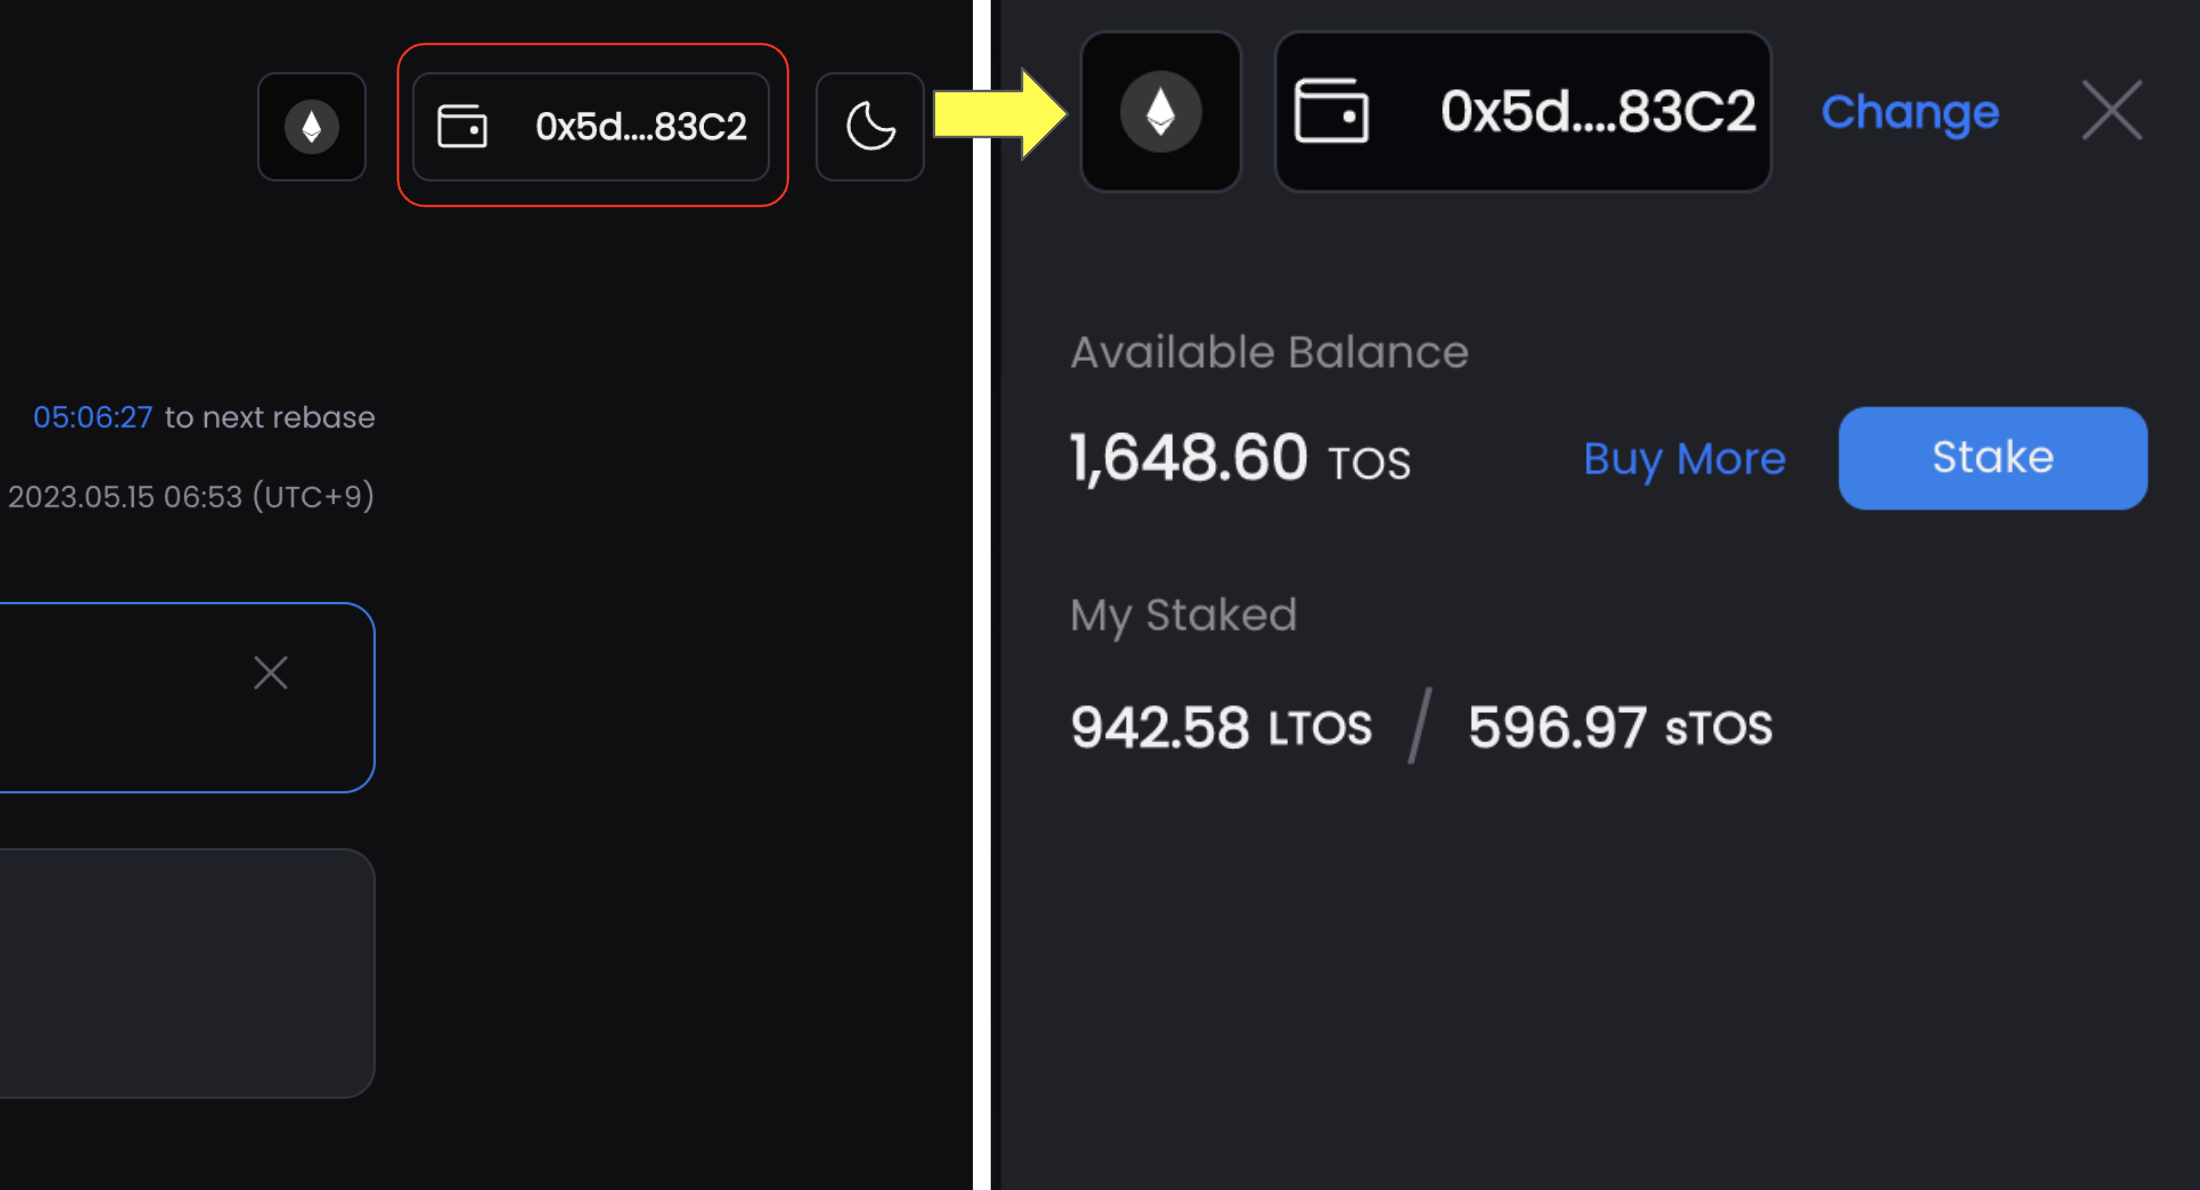 0x5d....83C2
05:06:27 to next rebase
2023.05.15 06:53 (UTC+9)
0x5d....83C2 Change
Available Balance
1,648.60 TOS Buy More Stake
My Staked
942.58 LTOS / 596.97 sTOS